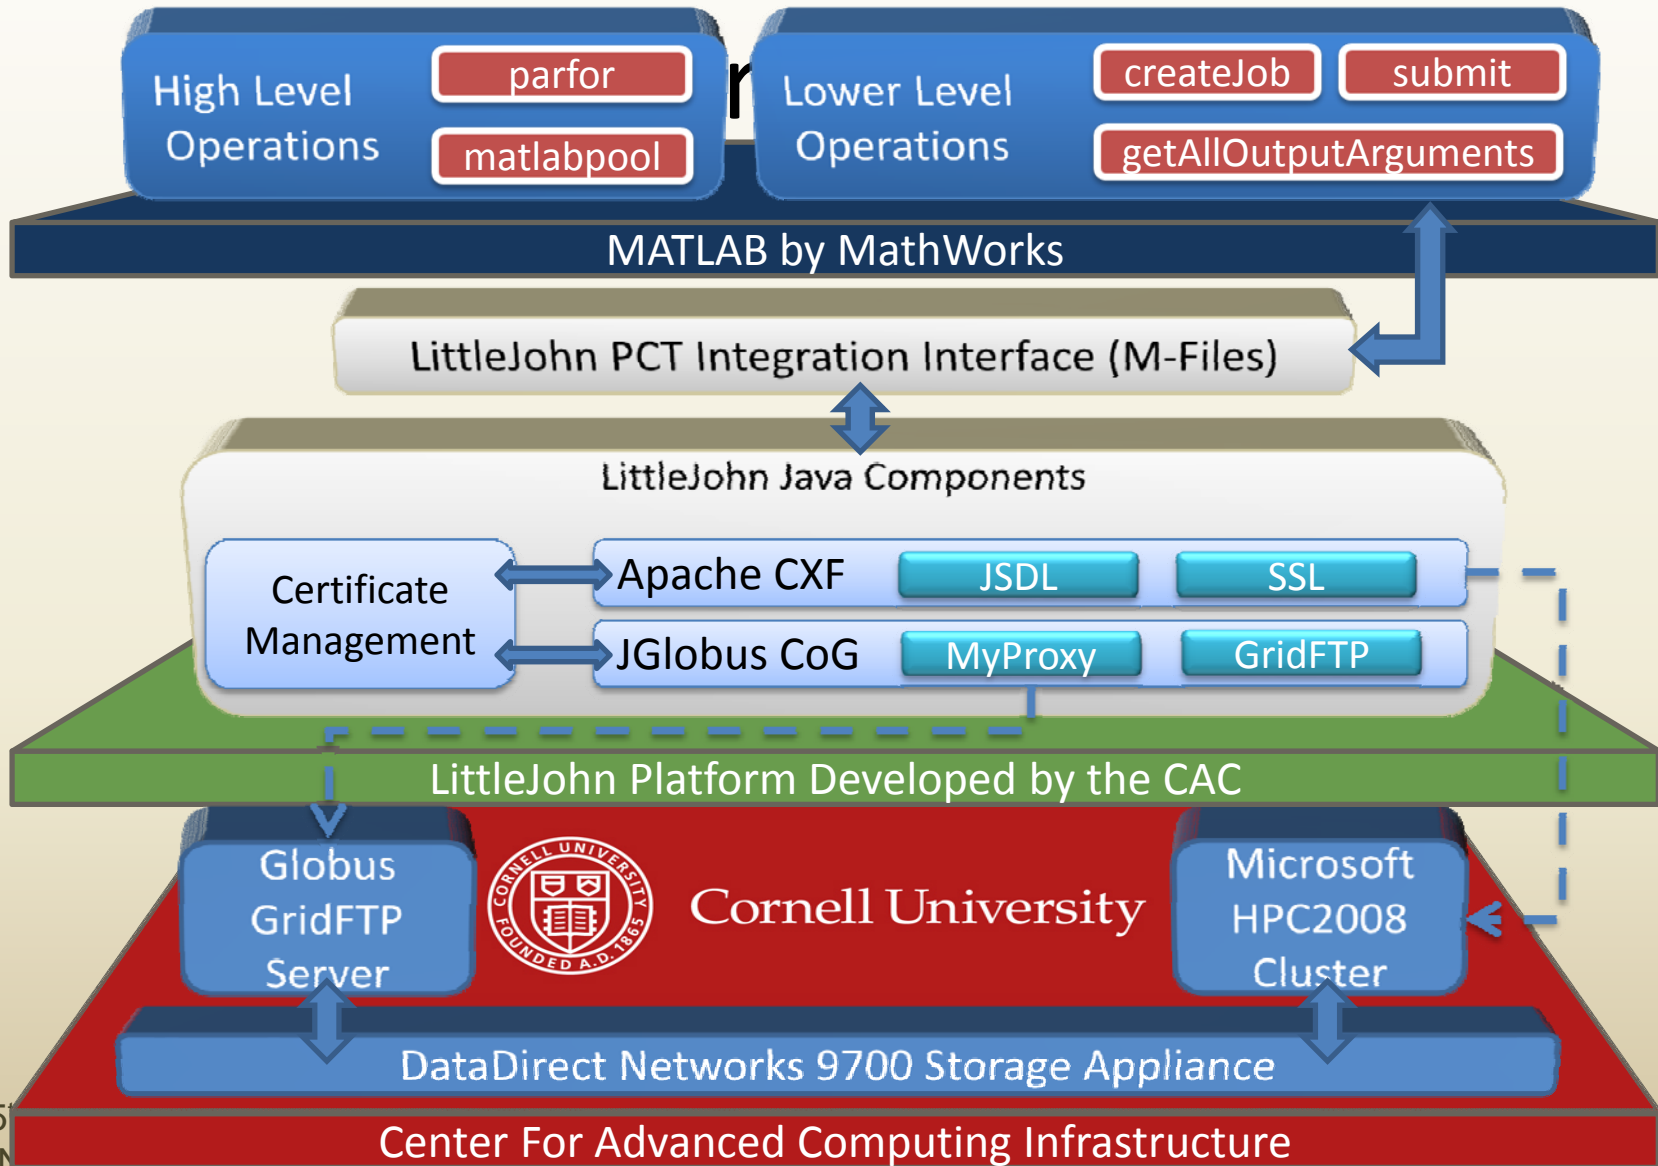 High Level
Operations
parfor
matlabpool
Lower Level
Operations
createJob
submit
getAllOutputArguments
MATLAB by MathWorks
LittleJohn PCT Integration Interface (M-Files)
LittleJohn Java Components
Certificate
Management
Apache CXF
JSDL
SSL
JGlobus CoG
MyProxy
GridFTP
LittleJohn Platform Developed by the CAC
Globus
GridFTP
Server
CORNELL UNIVERSITY
FOUNDED A.D. 1865
Cornell University
Microsoft
HPC2008
Cluster
DataDirect Networks 9700 Storage Appliance
Center For Advanced Computing Infrastructure